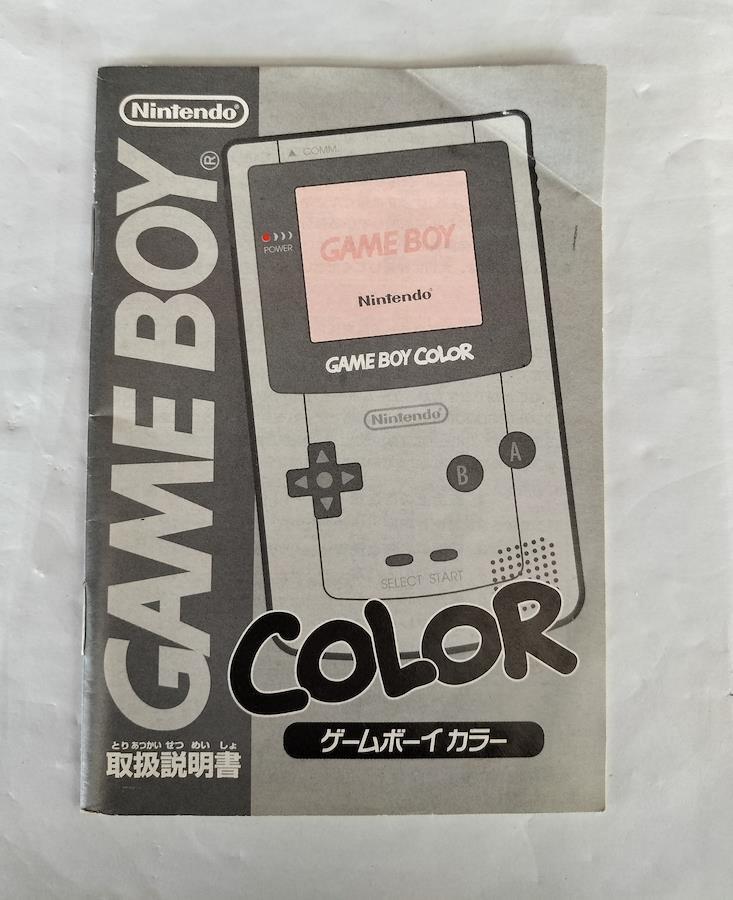 Nintendo®
GAME BOY®
▲ COMM.
POWER
GAME BOY
Nintendo®
GAME BOY COLOR
Nintendo®
A
B
SELECT START
COLOR
ゲームボーイ カラー
とり あつかい せつ めい しょ
取扱説明書